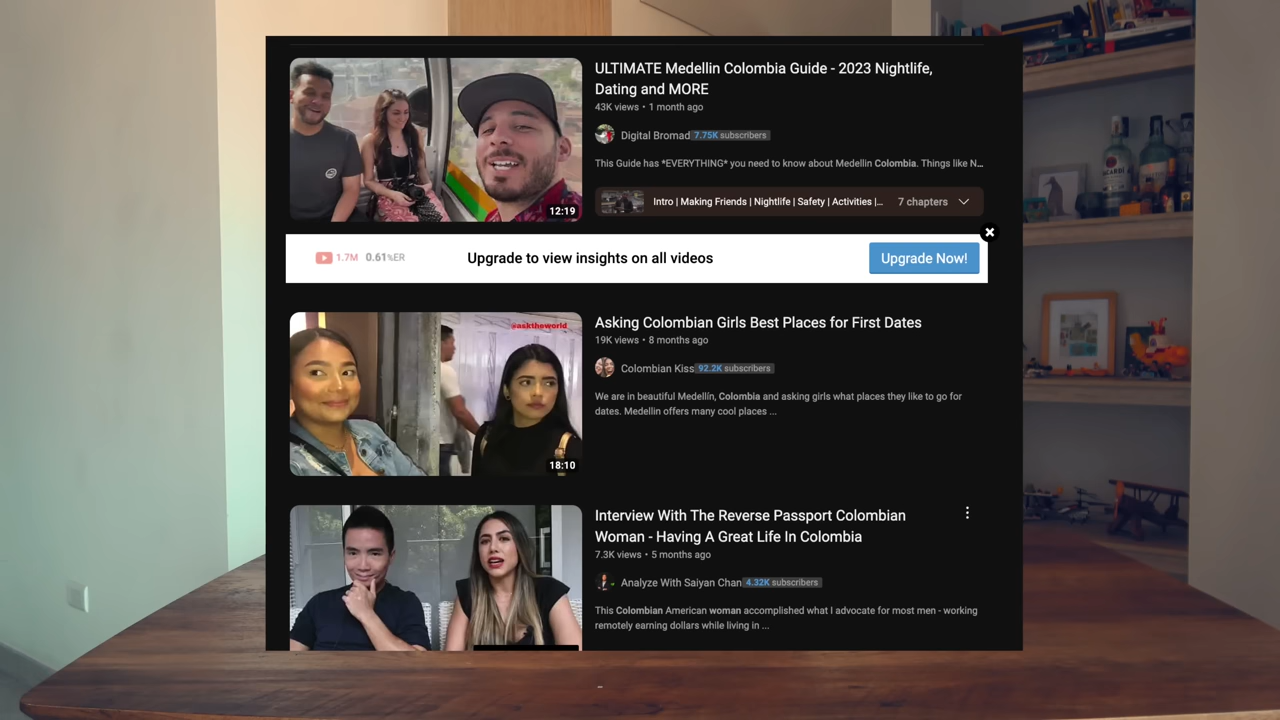 ULTIMATE Medellin Colombia Guide - 2023 Nightlife,
Dating and MORE
43K views • 1 month ago
Digital Bromad 7.75K subscribers
This Guide has *EVERYTHING* you need to know about Medellin Colombia. Things like N...
Intro | Making Friends | Nightlife | Safety | Activities |... 7 chapters
12:19
1.7M 0.61%ER Upgrade to view insights on all videos Upgrade Now!
@asktheworld
18:10
Asking Colombian Girls Best Places for First Dates
19K views • 8 months ago
Colombian Kiss 92.2K subscribers
We are in beautiful Medellín, Colombia and asking girls what places they like to go for
dates. Medellin offers many cool places ...
Interview With The Reverse Passport Colombian
Woman - Having A Great Life In Colombia
7.3K views • 5 months ago
Analyze With Saiyan Chan 4.32K subscribers
This Colombian American woman accomplished what I advocate for most men - working
remotely earning dollars while living in ...